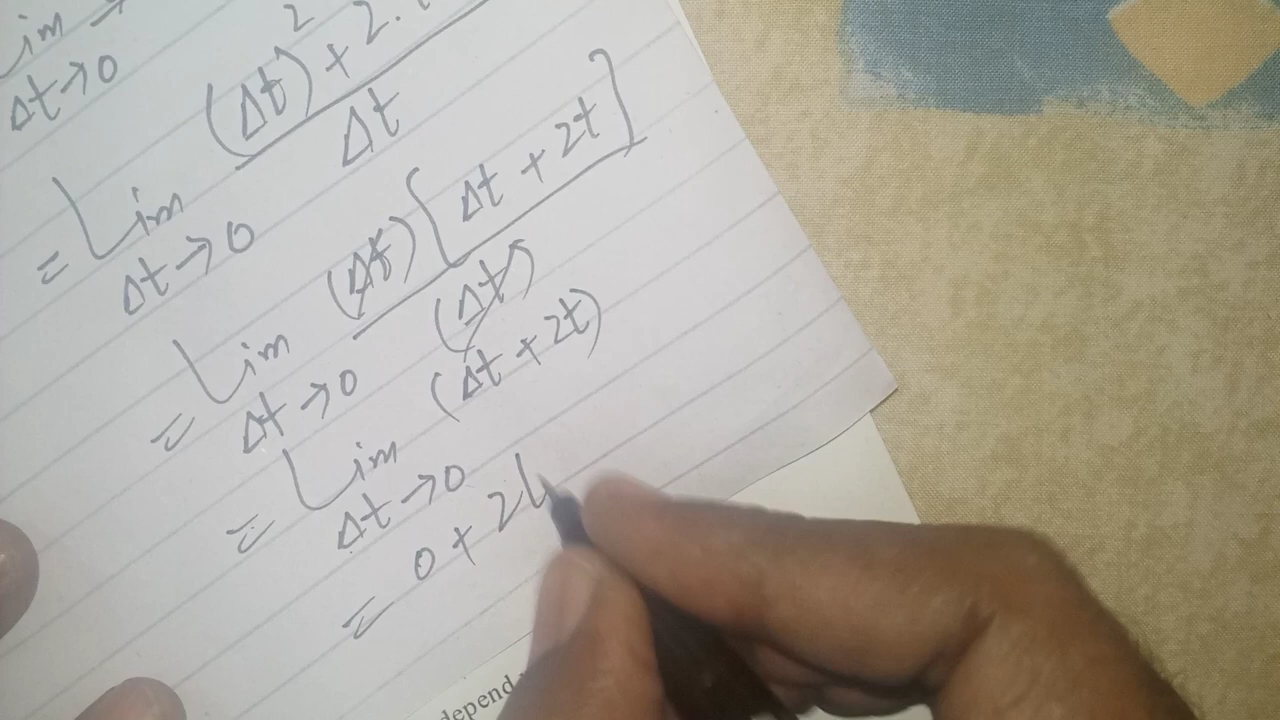 Lim
Δt→0
(Δt)² + 2.
Δt
= Lim
Δt→0
(Δt) [Δt + 2t]
(Δt)
= Lim
Δt→0
(Δt + 2t)
= Lim
Δt→0
= 0 + 2
depend